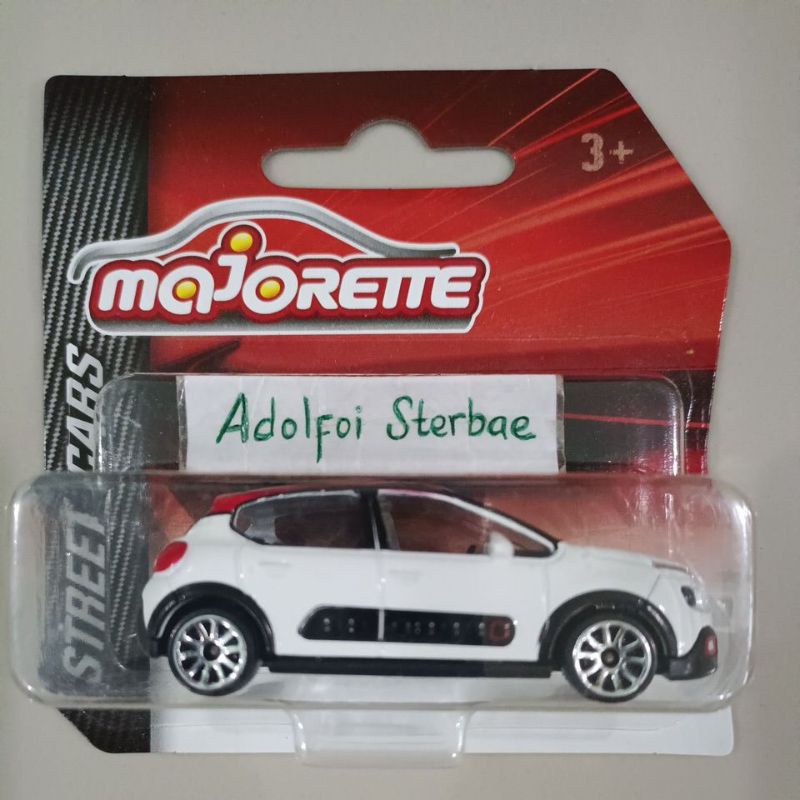 3+
majorette
STREET CARS
Adolfoi Sterbae